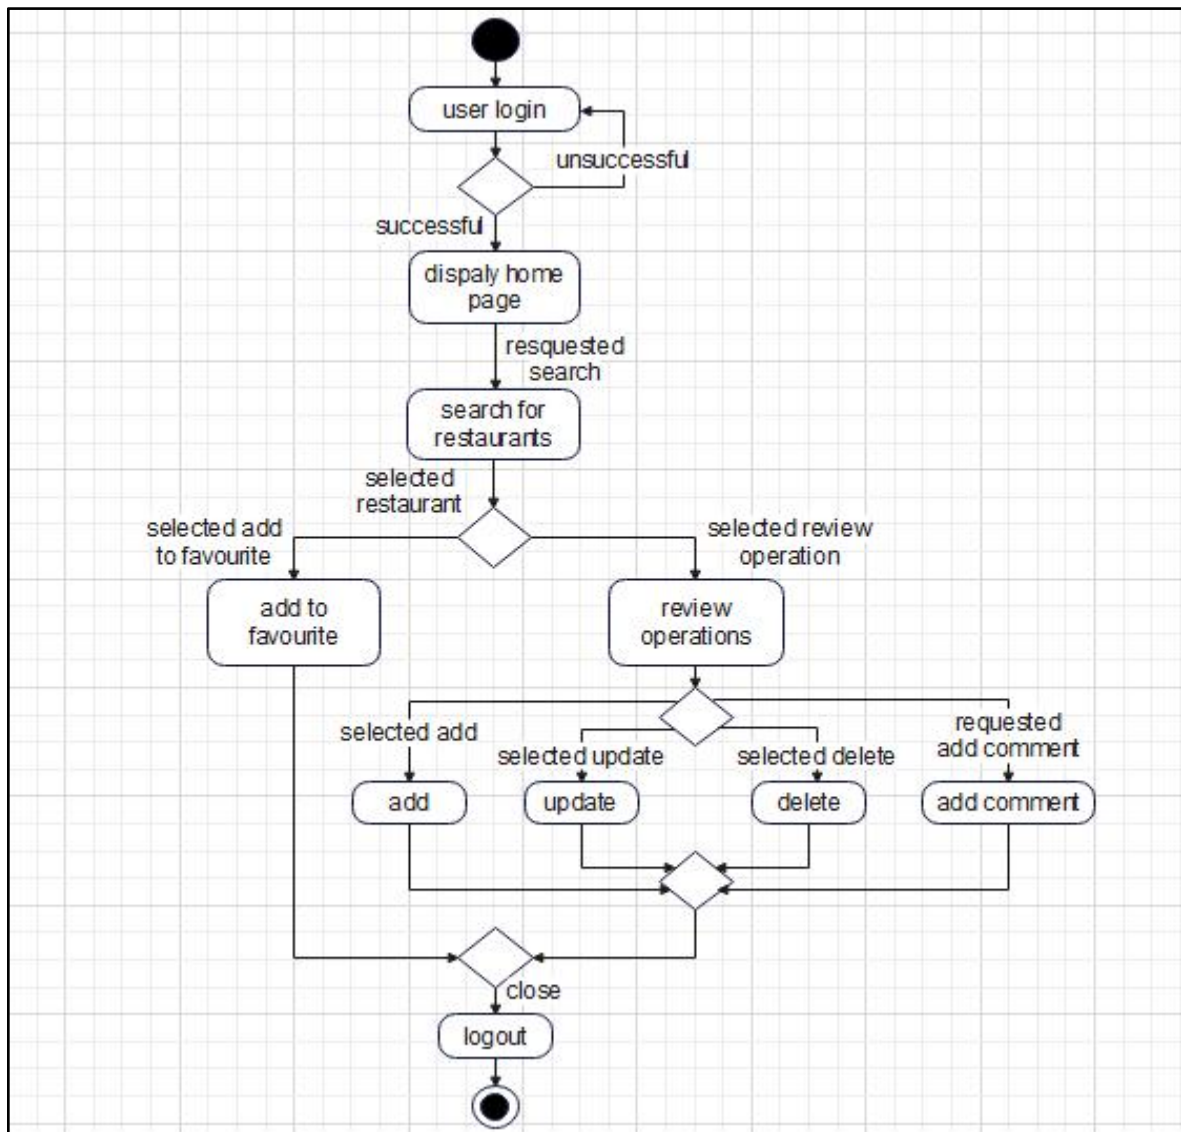 user login
unsuccessful
successful
dispaly home
page
resquested
search
search for
restaurants
selected
restaurant
selected add
to favourite
selected review
operation
add to
favourite
review
operations
selected add
selected update
selected delete
requested
add comment
add
update
delete
add comment
close
logout